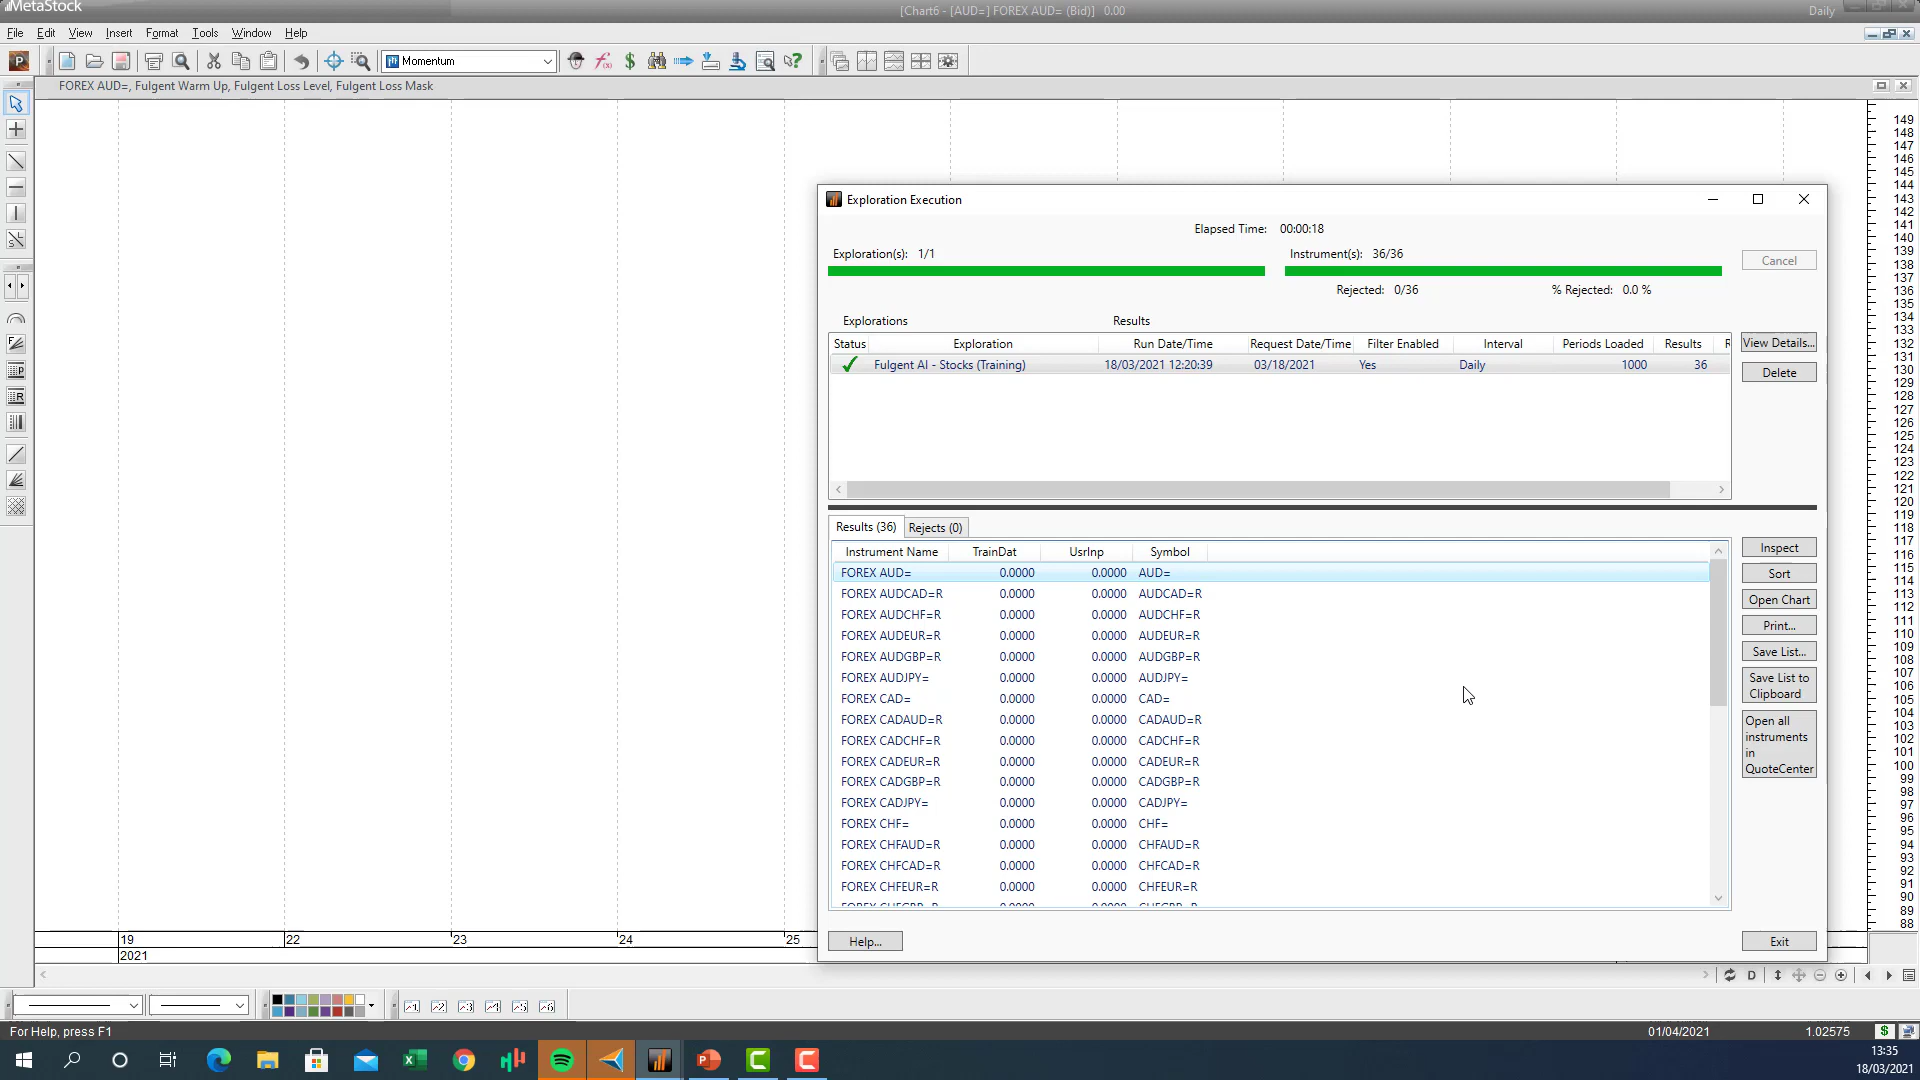 MetaStock
[Chart6 - [AUD=] FOREX AUD= (Bid)] 0.00
Daily
File Edit View Insert Format Tools Window Help
Momentum
FOREX AUD=, Fulgent Warm Up, Fulgent Loss Level, Fulgent Loss Mask
Exploration Execution
Elapsed Time: 00:00:18
Exploration(s): 1/1
Instrument(s): 36/36
Cancel
Rejected: 0/36
% Rejected: 0.0 %
Explorations
Results
Status Exploration Run Date/Time Request Date/Time Filter Enabled Interval Periods Loaded Results R
View Details...
Fulgent AI - Stocks (Training) 18/03/2021 12:20:39 03/18/2021 Yes Daily 1000 36
Delete
Results (36) Rejects (0)
Instrument Name TrainDat UsrInp Symbol
FOREX AUD= 0.0000 0.0000 AUD=
FOREX AUDCAD=R 0.0000 0.0000 AUDCAD=R
FOREX AUDCHF=R 0.0000 0.0000 AUDCHF=R
FOREX AUDEUR=R 0.0000 0.0000 AUDEUR=R
FOREX AUDGBP=R 0.0000 0.0000 AUDGBP=R
FOREX AUDJPY= 0.0000 0.0000 AUDJPY=
FOREX CAD= 0.0000 0.0000 CAD=
FOREX CADAUD=R 0.0000 0.0000 CADAUD=R
FOREX CADCHF=R 0.0000 0.0000 CADCHF=R
FOREX CADEUR=R 0.0000 0.0000 CADEUR=R
FOREX CADGBP=R 0.0000 0.0000 CADGBP=R
FOREX CADJPY= 0.0000 0.0000 CADJPY=
FOREX CHF= 0.0000 0.0000 CHF=
FOREX CHFAUD=R 0.0000 0.0000 CHFAUD=R
FOREX CHFCAD=R 0.0000 0.0000 CHFCAD=R
FOREX CHFEUR=R 0.0000 0.0000 CHFEUR=R
Inspect
Sort
Open Chart
Print...
Save List...
Save List to
Clipboard
Open all
instruments
in
QuoteCenter
Help...
Exit
149
148
147
146
145
144
143
142
141
140
139
138
137
136
135
134
133
132
131
130
129
128
127
126
125
124
123
122
121
120
119
118
117
116
115
114
113
112
111
110
109
108
107
106
105
104
103
102
101
100
99
98
97
96
95
94
93
92
91
90
89
88
19 22 23 24 25
2021
For Help, press F1
01/04/2021
1.02575
13:35
18/03/2021